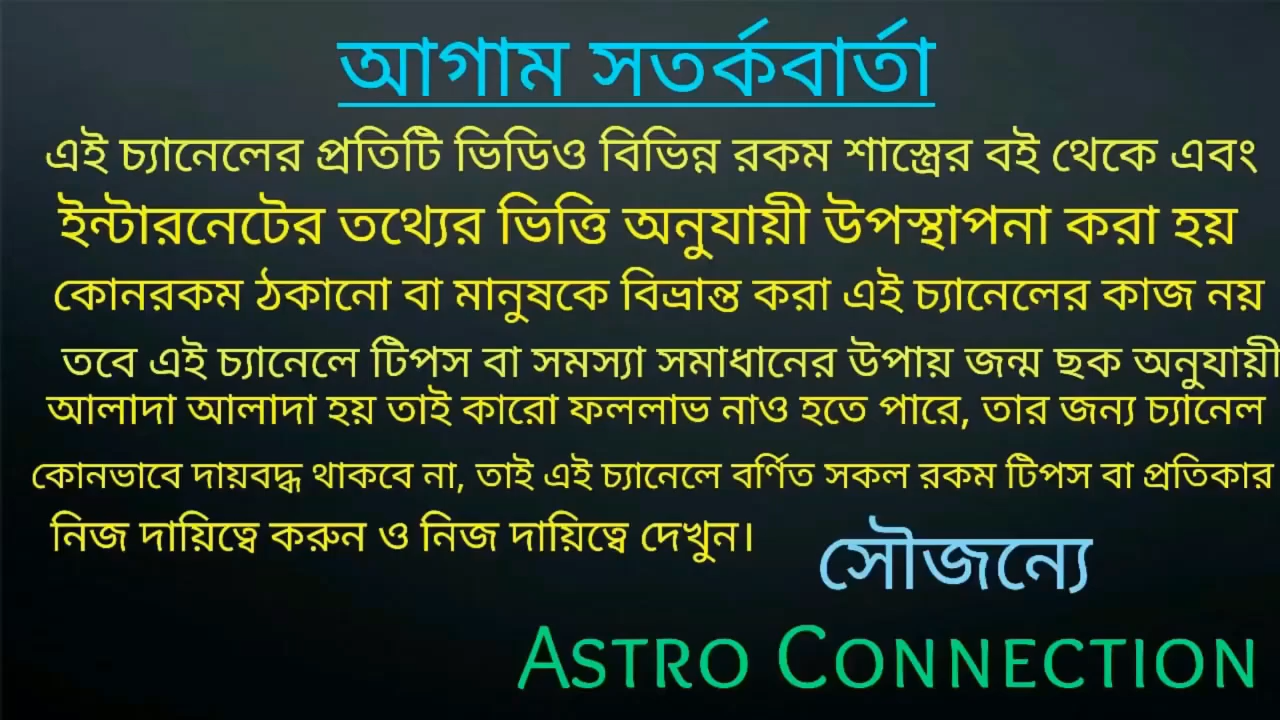 আগাম সতর্কবার্তা
এই চ্যানেলের প্রতিটি ভিডিও বিভিন্ন রকম শাস্ত্রের বই থেকে এবং
ইন্টারনেটের তথ্যের ভিত্তি অনুযায়ী উপস্থাপনা করা হয়
কোনরকম ঠকানো বা মানুষকে বিভ্রান্ত করা এই চ্যানেলের কাজ নয়
তবে এই চ্যানেলে টিপস বা সমস্যা সমাধানের উপায় জন্ম ছক অনুযায়ী
আলাদা আলাদা হয় তাই কারো ফললাভ নাও হতে পারে, তার জন্য চ্যানেল
কোনভাবে দায়বদ্ধ থাকবে না, তাই এই চ্যানেলে বর্ণিত সকল রকম টিপস বা প্রতিকার
নিজ দায়িত্বে করুন ও নিজ দায়িত্বে দেখুন।
সৌজন্যে
ASTRO CONNECTION